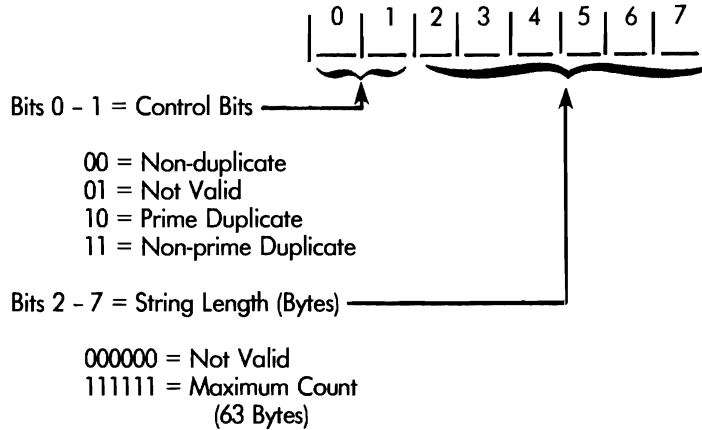 0 1 2 3 4 5 6 7
Bits 0 – 1 = Control Bits
00 = Non-duplicate
01 = Not Valid
10 = Prime Duplicate
11 = Non-prime Duplicate
Bits 2 – 7 = String Length (Bytes)
000000 = Not Valid
111111 = Maximum Count
(63 Bytes)